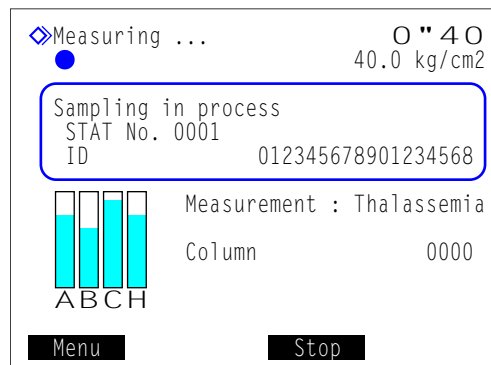 Measuring ... 0"40
40.0 kg/cm2
Sampling in process
STAT No. 0001
ID 012345678901234568
Measurement : Thalassemia
Column 0000
ABCH
Menu Stop